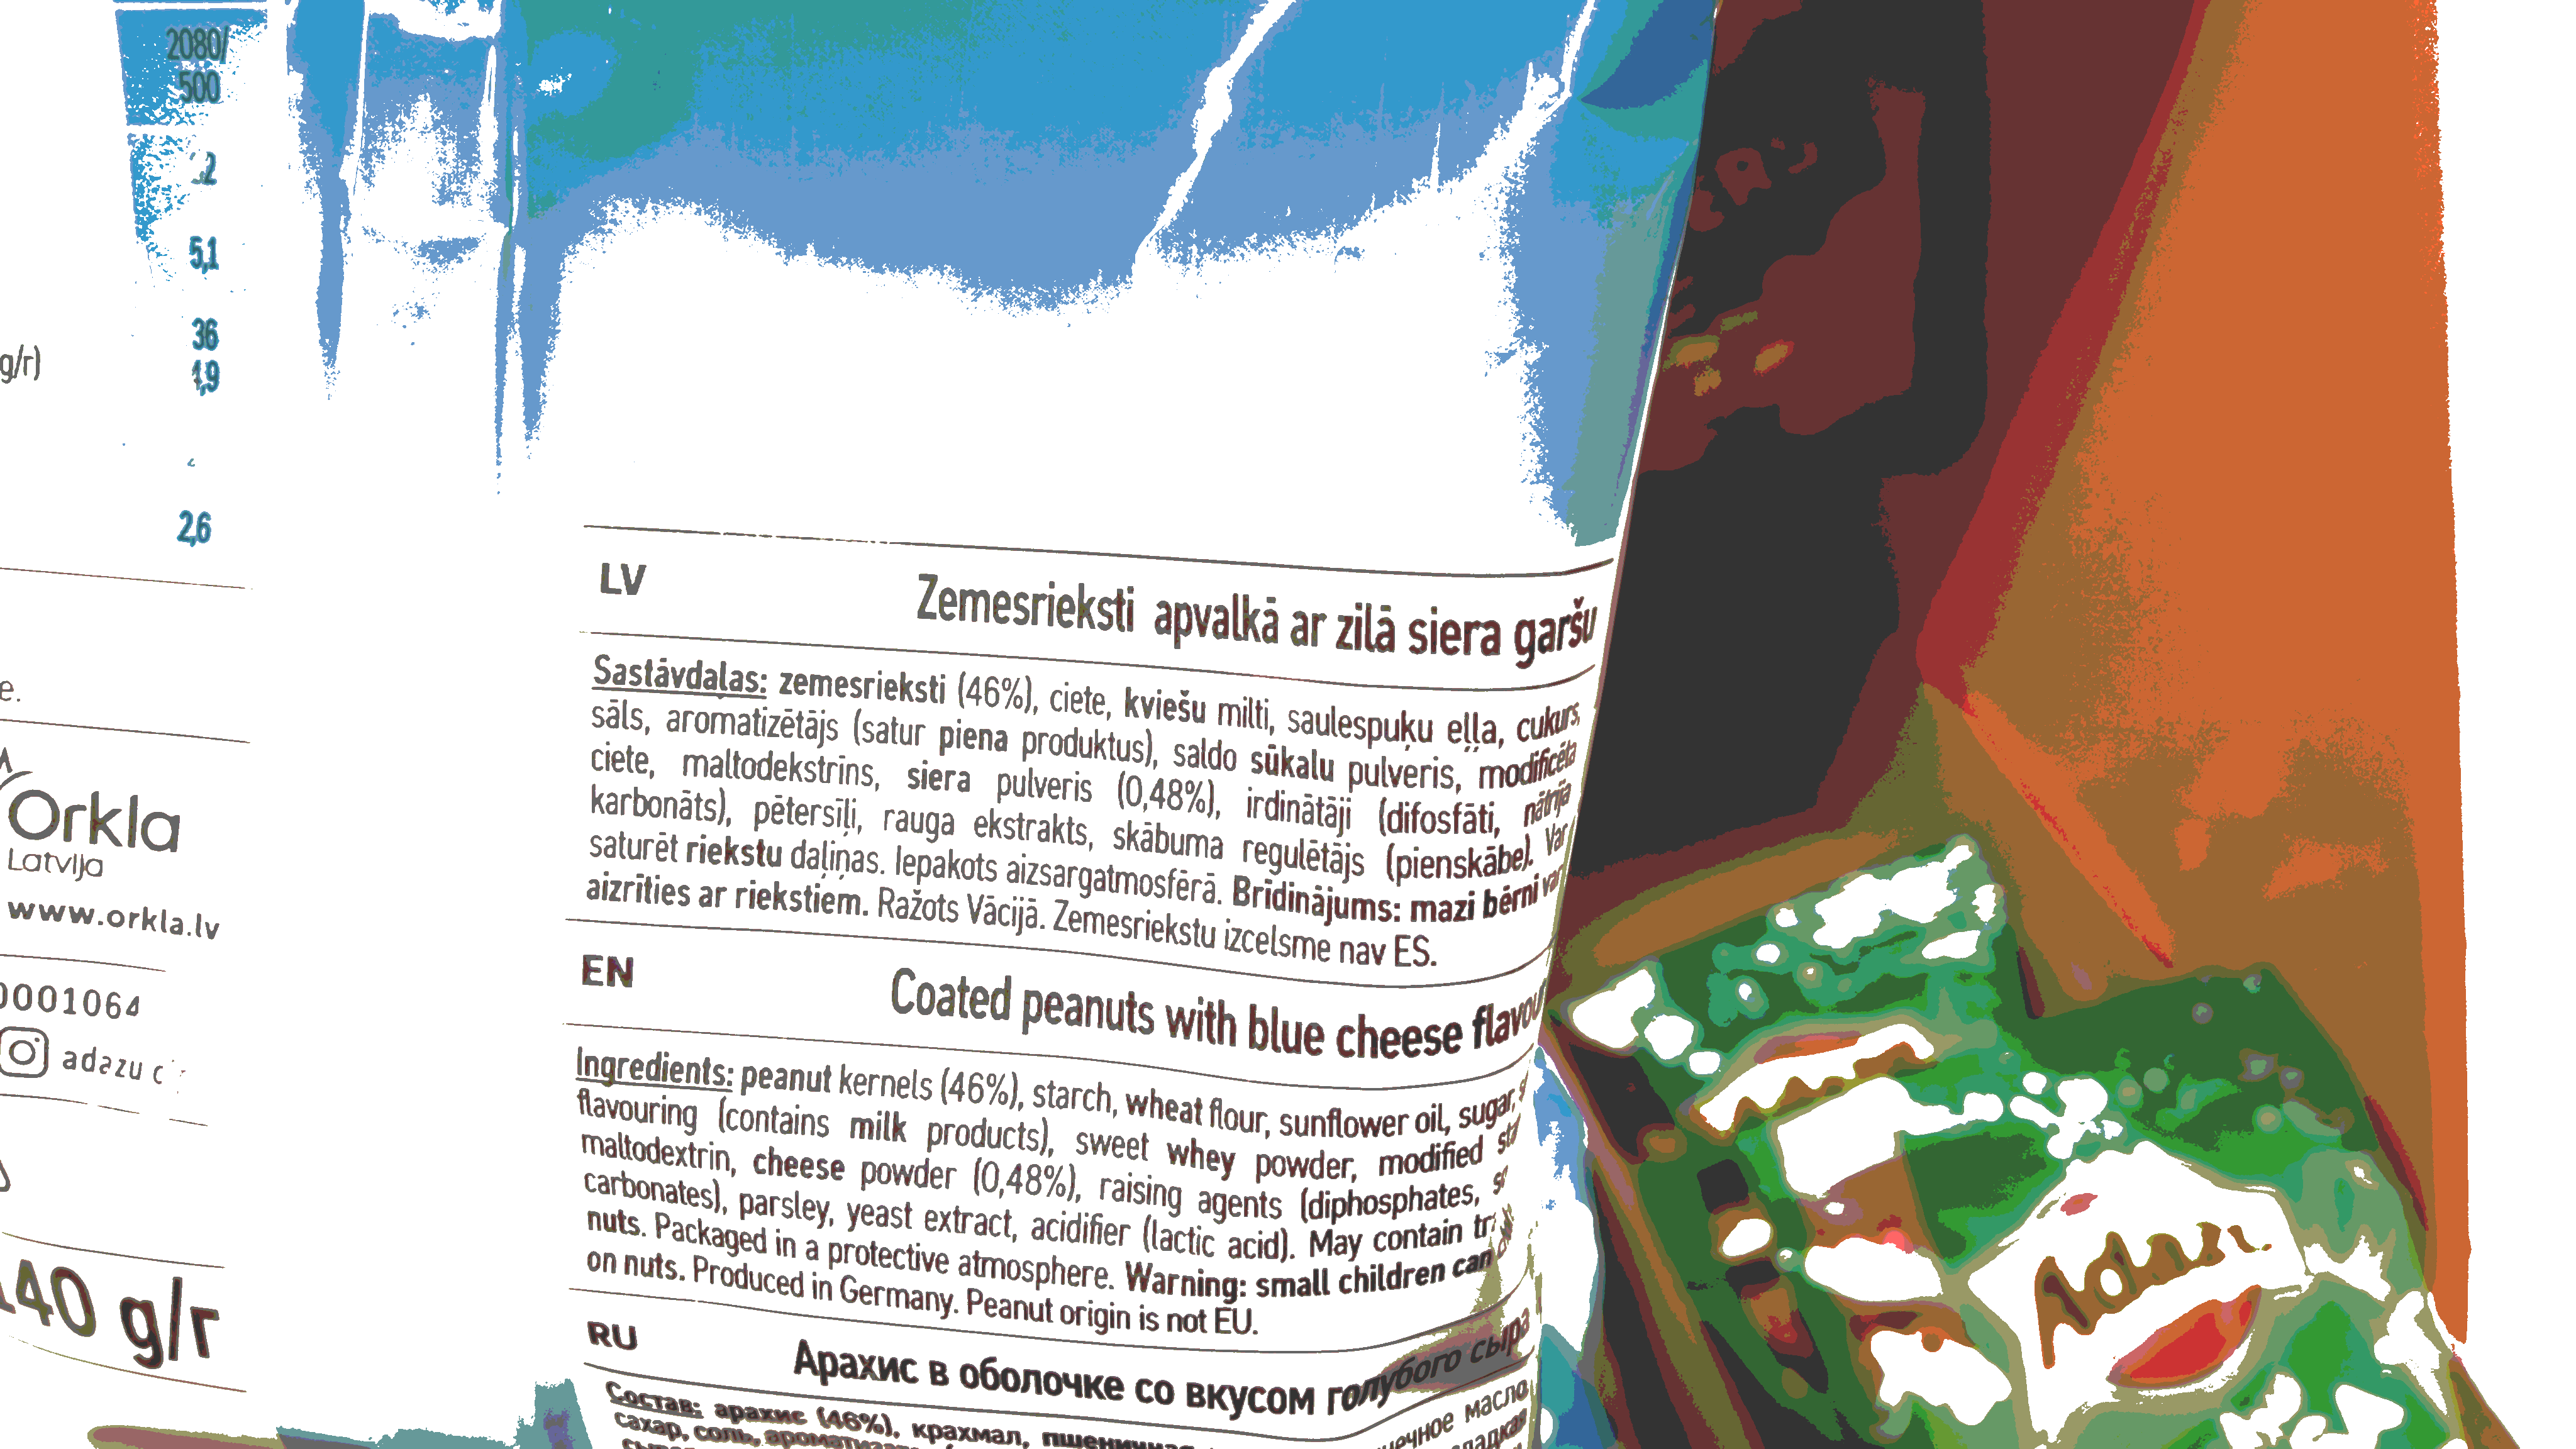 2080/
500
5,1
36
4,9
g/r)
2,6
e.
Orkla
Latvija
www.orkla.lv
0001064
adazu
140 g/r
LV
Zemesrieksti apvalkā ar zilā siera garšu
Sastāvdaļas: zemesrieksti (46%), ciete, kviešu milti, saulespuķu eļļa, cukurs,
sāls, aromatizētājs (satur piena produktus), saldo sūkalu pulveris, modificēta
ciete, maltodekstrīns, siera pulveris (0,48%), irdinātāji (difosfāti, nātrija
karbonāts), pētersīļi, rauga ekstrakts, skābuma regulētājs (pienskābe). Var
saturēt riekstu daļiņas. Iepakots aizsargatmosfērā. Brīdinājums: mazi bērni var
aizrīties ar riekstiem. Ražots Vācijā. Zemesriekstu izcelsme nav ES.
EN
Coated peanuts with blue cheese flavour
Ingredients: peanut kernels (46%), starch, wheat flour, sunflower oil, sugar,
flavouring (contains milk products), sweet whey powder, modified
maltodextrin, cheese powder (0,48%), raising agents (diphosphates,
carbonates), parsley, yeast extract, acidifier (lactic acid). May contain
nuts. Packaged in a protective atmosphere. Warning: small children can
on nuts. Produced in Germany. Peanut origin is not EU.
RU
Арахис в оболочке со вкусом голубого сыра
Состав: арахис (46%), крахмал, пшеничная масло
сахар, соль,